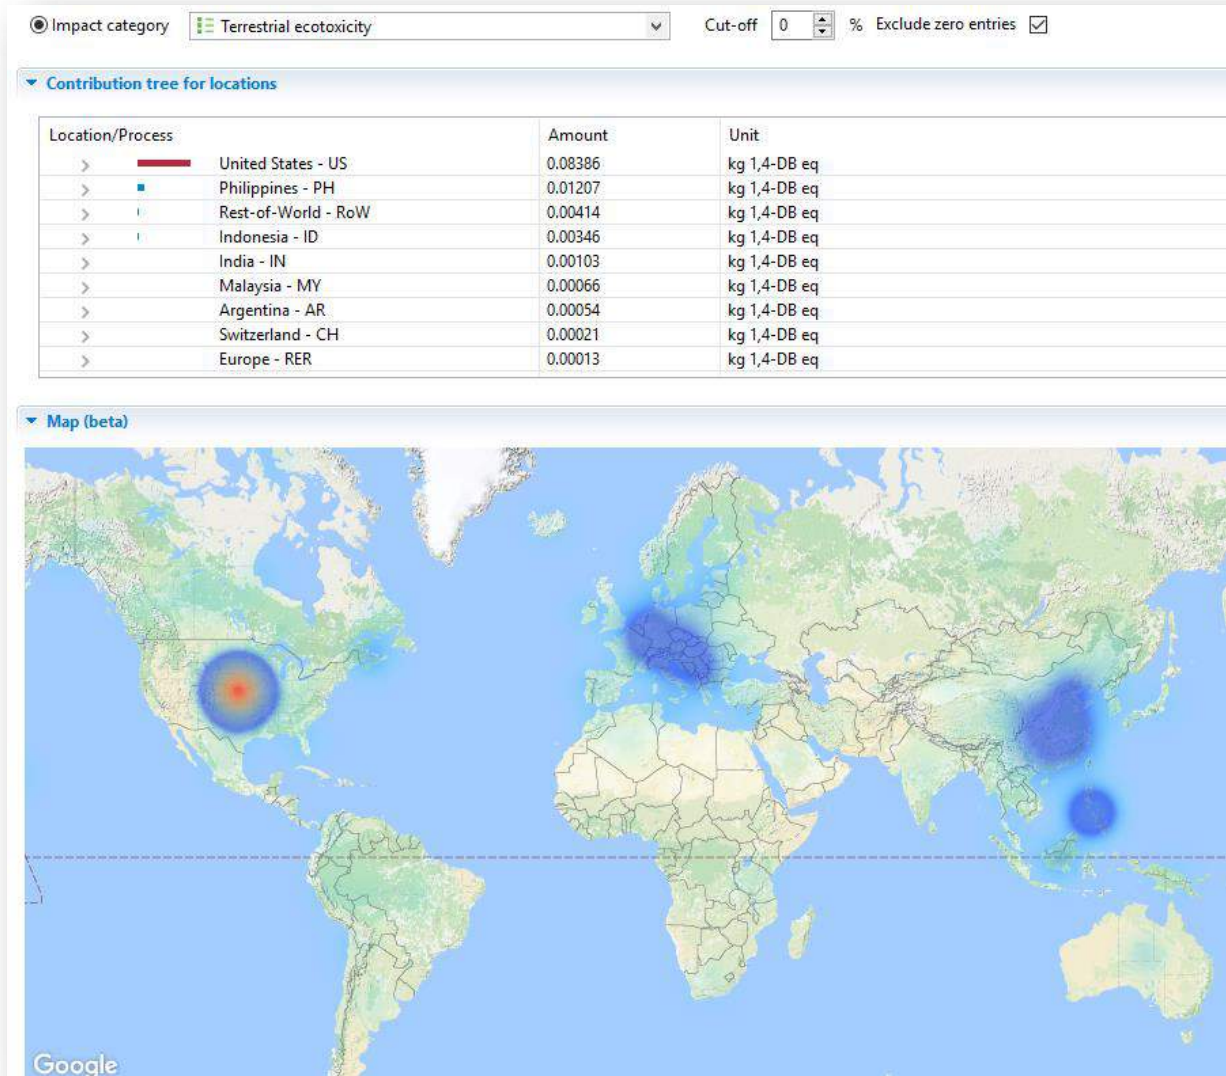 Impact category Terrestrial ecotoxicity Cut-off 0 % Exclude zero entries
Contribution tree for locations
Location/Process Amount Unit
United States - US 0.08386 kg 1,4-DB eq
Philippines - PH 0.01207 kg 1,4-DB eq
Rest-of-World - RoW 0.00414 kg 1,4-DB eq
Indonesia - ID 0.00346 kg 1,4-DB eq
India - IN 0.00103 kg 1,4-DB eq
Malaysia - MY 0.00066 kg 1,4-DB eq
Argentina - AR 0.00054 kg 1,4-DB eq
Switzerland - CH 0.00021 kg 1,4-DB eq
Europe - RER 0.00013 kg 1,4-DB eq
Map (beta)
Google